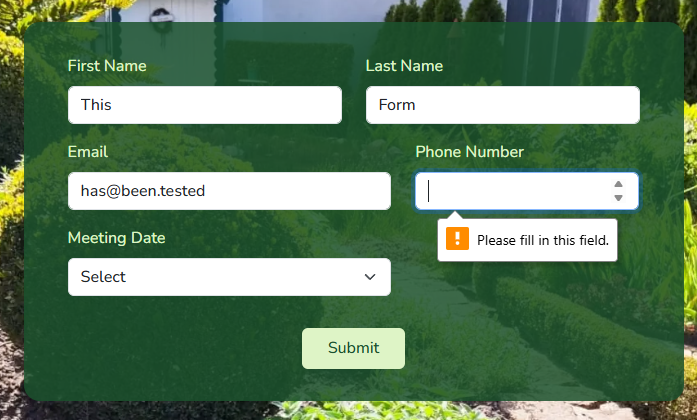 First Name Last Name
This Form
Email Phone Number
has@been.tested
Please fill in this field.
Meeting Date
Select
Submit